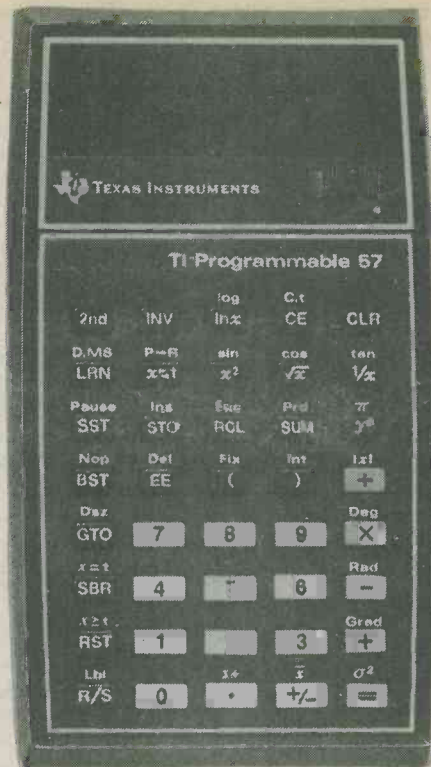 TEXAS INSTRUMENTS
TI Programmable 57
log C.t
2nd INV lnx CE CLR
D.MS P→R sin cos tan
LRN x⇆t x² √x 1/x
Pause Ins Exc Prd π
SST STO RCL SUM yˣ
Nop Del Fix Int |x|
BST EE ( ) ÷
Dsz Deg
GTO 7 8 9 X
x=t Rad
SBR 4 6 −
x≥t Grad
RST 1 3 +
Lbl Σ+ x̄ σ²
R/S 0 . +/− =